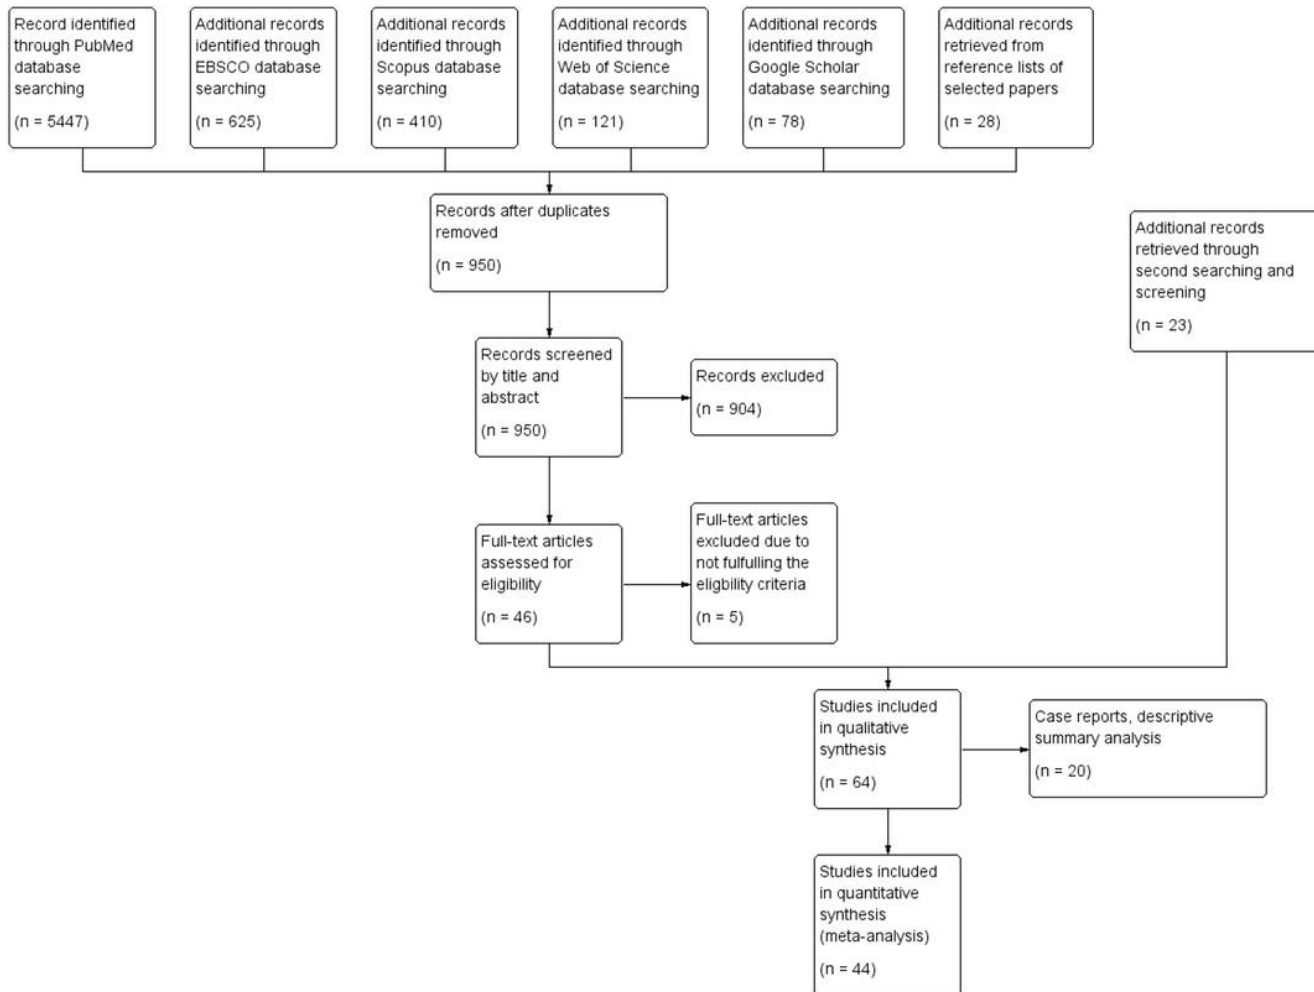 Record identified
through PubMed
database
searching
(n = 5447)
Additional records
identified through
EBSCO database
searching
(n = 625)
Additional records
identified through
Scopus database
searching
(n = 410)
Additional records
identified through
Web of Science
database searching
(n = 121)
Additional records
identified through
Google Scholar
database searching
(n = 78)
Additional records
retrieved from
reference lists of
selected papers
(n = 28)
Records after duplicates
removed
(n = 950)
Additional records
retrieved through
second searching and
screening
(n = 23)
Records screened
by title and
abstract
(n = 950)
Records excluded
(n = 904)
Full-text articles
assessed for
eligibility
(n = 46)
Full-text articles
excluded due to
not fulfulling the
eligbility criteria
(n = 5)
Studies included
in qualitative
synthesis
(n = 64)
Case reports, descriptive
summary analysis
(n = 20)
Studies included
in quantitative
synthesis
(meta-analysis)
(n = 44)